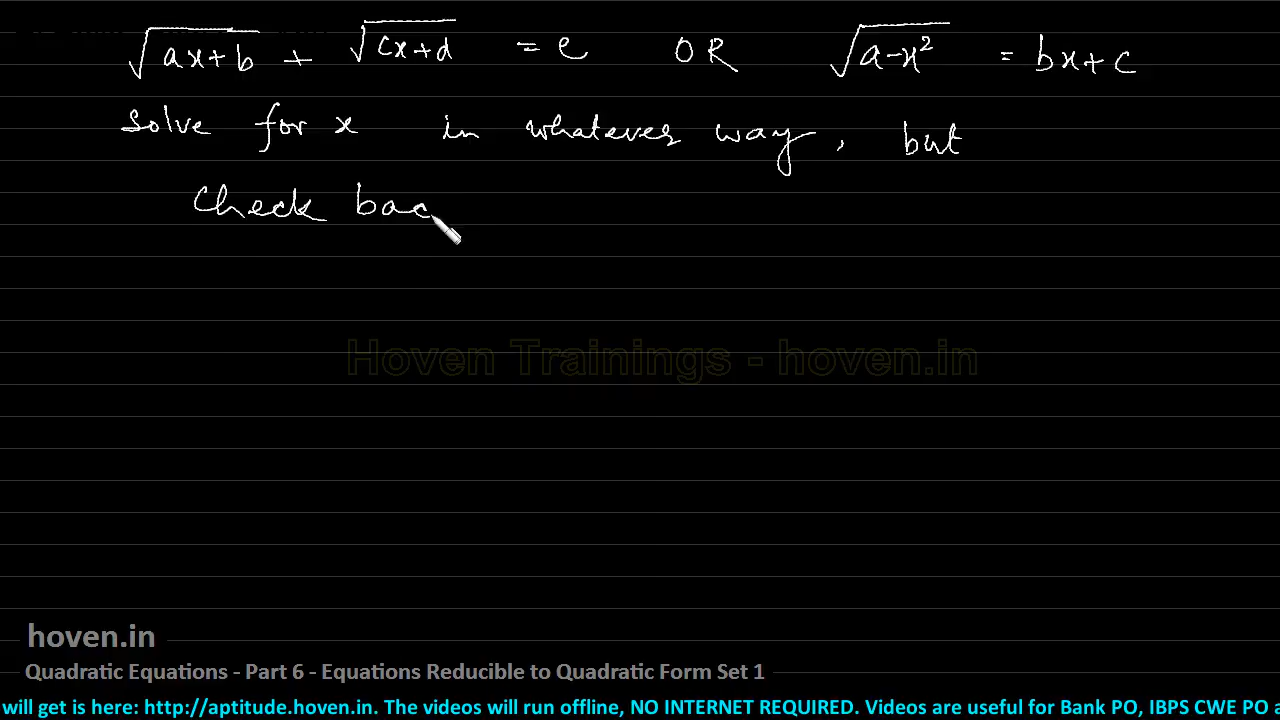 √ax+b + √cx+d = e OR √a-x² = bx+c
Solve for x in whatever way, but
Check bac
Hoven Trainings - hoven.in
hoven.in
Quadratic Equations - Part 6 - Equations Reducible to Quadratic Form Set 1
will get is here: http://aptitude.hoven.in. The videos will run offline, NO INTERNET REQUIRED. Videos are useful for Bank PO, IBPS CWE PO a